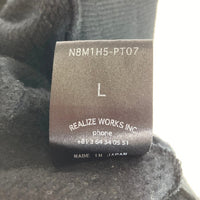 N8M1H5-PT07
L
REALIZE WORKS INC
phone
+81 3 64 34 05 51
MADE IN JAPAN